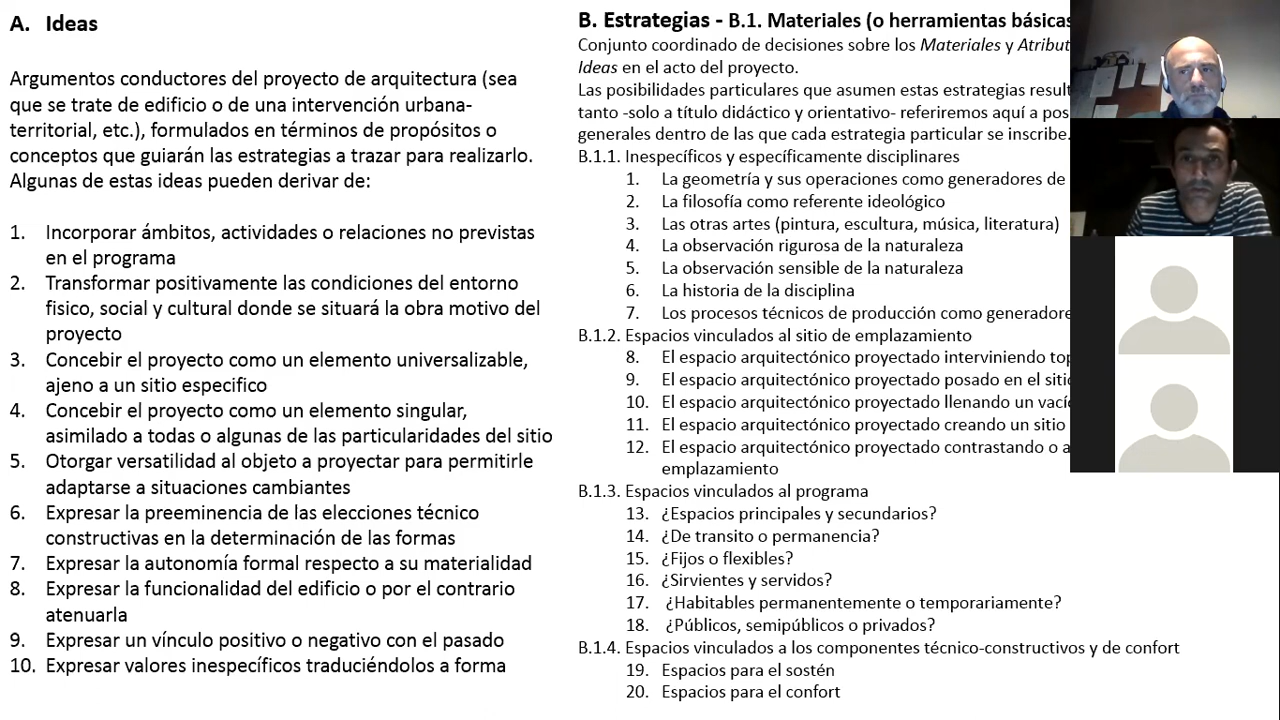 A. Ideas
Argumentos conductores del proyecto de arquitectura (sea
que se trate de edificio o de una intervención urbana-
territorial, etc.), formulados en términos de propósitos o
conceptos que guiarán las estrategias a trazar para realizarlo.
Algunas de estas ideas pueden derivar de:
1. Incorporar ámbitos, actividades o relaciones no previstas
en el programa
2. Transformar positivamente las condiciones del entorno
fisico, social y cultural donde se situará la obra motivo del
proyecto
3. Concebir el proyecto como un elemento universalizable,
ajeno a un sitio especifico
4. Concebir el proyecto como un elemento singular,
asimilado a todas o algunas de las particularidades del sitio
5. Otorgar versatilidad al objeto a proyectar para permitirle
adaptarse a situaciones cambiantes
6. Expresar la preeminencia de las elecciones técnico
constructivas en la determinación de las formas
7. Expresar la autonomía formal respecto a su materialidad
8. Expresar la funcionalidad del edificio o por el contrario
atenuarla
9. Expresar un vínculo positivo o negativo con el pasado
10. Expresar valores inespecíficos traduciéndolos a forma
B. Estrategias - B.1. Materiales (o herramientas básicas
Conjunto coordinado de decisiones sobre los Materiales y
Ideas en el acto del proyecto.
Las posibilidades particulares que asumen estas estrategias
tanto -solo a título didáctico y orientativo- referiremos aquí a
generales dentro de las que cada estrategia particular se inscribe.
B.1.1. Inespecíficos y específicamente disciplinares
1. La geometría y sus operaciones como generadores de
2. La filosofía como referente ideológico
3. Las otras artes (pintura, escultura, música, literatura)
4. La observación rigurosa de la naturaleza
5. La observación sensible de la naturaleza
6. La historia de la disciplina
7. Los procesos técnicos de producción como
B.1.2. Espacios vinculados al sitio de emplazamiento
8. El espacio arquitectónico proyectado interviniendo
9. El espacio arquitectónico proyectado posado en el
10. El espacio arquitectónico proyectado llenando un
11. El espacio arquitectónico proyectado creando un sitio
12. El espacio arquitectónico proyectado contrastando o
emplazamiento
B.1.3. Espacios vinculados al programa
13. ¿Espacios principales y secundarios?
14. ¿De transito o permanencia?
15. ¿Fijos o flexibles?
16. ¿Sirvientes y servidos?
17. ¿Habitables permanentemente o temporariamente?
18. ¿Públicos, semipúblicos o privados?
B.1.4. Espacios vinculados a los componentes técnico-constructivos y de confort
19. Espacios para el sostén
20. Espacios para el confort